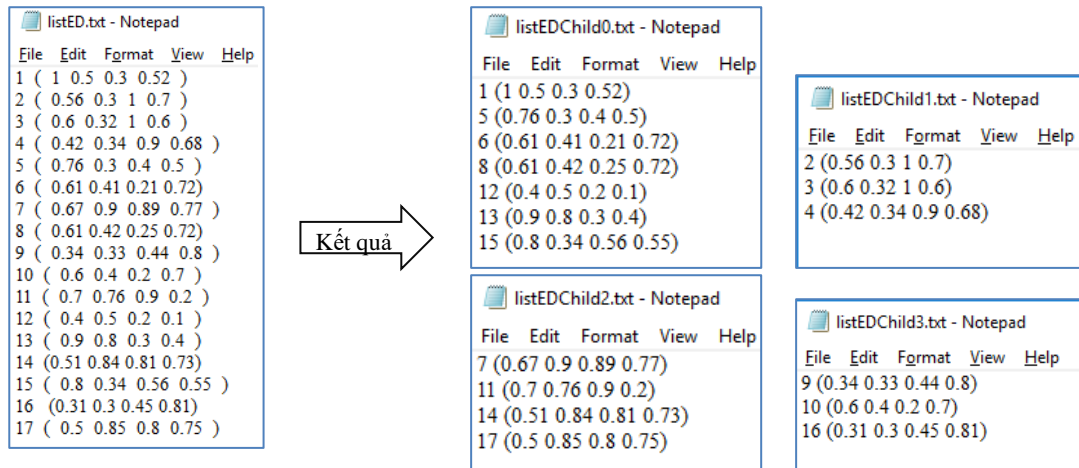 listED.txt - Notepad
File Edit Format View Help
1 ( 1 0.5 0.3 0.52 )
2 ( 0.56 0.3 1 0.7 )
3 ( 0.6 0.32 1 0.6 )
4 ( 0.42 0.34 0.9 0.68 )
5 ( 0.76 0.3 0.4 0.5 )
6 ( 0.61 0.41 0.21 0.72)
7 ( 0.67 0.9 0.89 0.77 )
8 ( 0.61 0.42 0.25 0.72)
9 ( 0.34 0.33 0.44 0.8 )
10 ( 0.6 0.4 0.2 0.7 )
11 ( 0.7 0.76 0.9 0.2 )
12 ( 0.4 0.5 0.2 0.1 )
13 ( 0.9 0.8 0.3 0.4 )
14 (0.51 0.84 0.81 0.73)
15 ( 0.8 0.34 0.56 0.55 )
16 (0.31 0.3 0.45 0.81)
17 ( 0.5 0.85 0.8 0.75 )
Kết quả
listEDChild0.txt - Notepad
File Edit Format View Help
1 (1 0.5 0.3 0.52)
5 (0.76 0.3 0.4 0.5)
6 (0.61 0.41 0.21 0.72)
8 (0.61 0.42 0.25 0.72)
12 (0.4 0.5 0.2 0.1)
13 (0.9 0.8 0.3 0.4)
15 (0.8 0.34 0.56 0.55)
listEDChild1.txt - Notepad
File Edit Format View Help
2 (0.56 0.3 1 0.7)
3 (0.6 0.32 1 0.6)
4 (0.42 0.34 0.9 0.68)
listEDChild2.txt - Notepad
File Edit Format View Help
7 (0.67 0.9 0.89 0.77)
11 (0.7 0.76 0.9 0.2)
14 (0.51 0.84 0.81 0.73)
17 (0.5 0.85 0.8 0.75)
listEDChild3.txt - Notepad
File Edit Format View Help
9 (0.34 0.33 0.44 0.8)
10 (0.6 0.4 0.2 0.7)
16 (0.31 0.3 0.45 0.81)